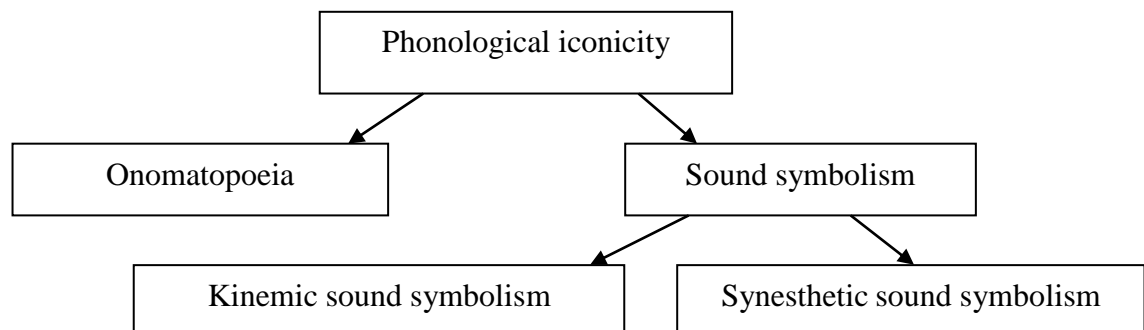 Phonological iconicity
Onomatopoeia
Sound symbolism
Kinemic sound symbolism
Synesthetic sound symbolism